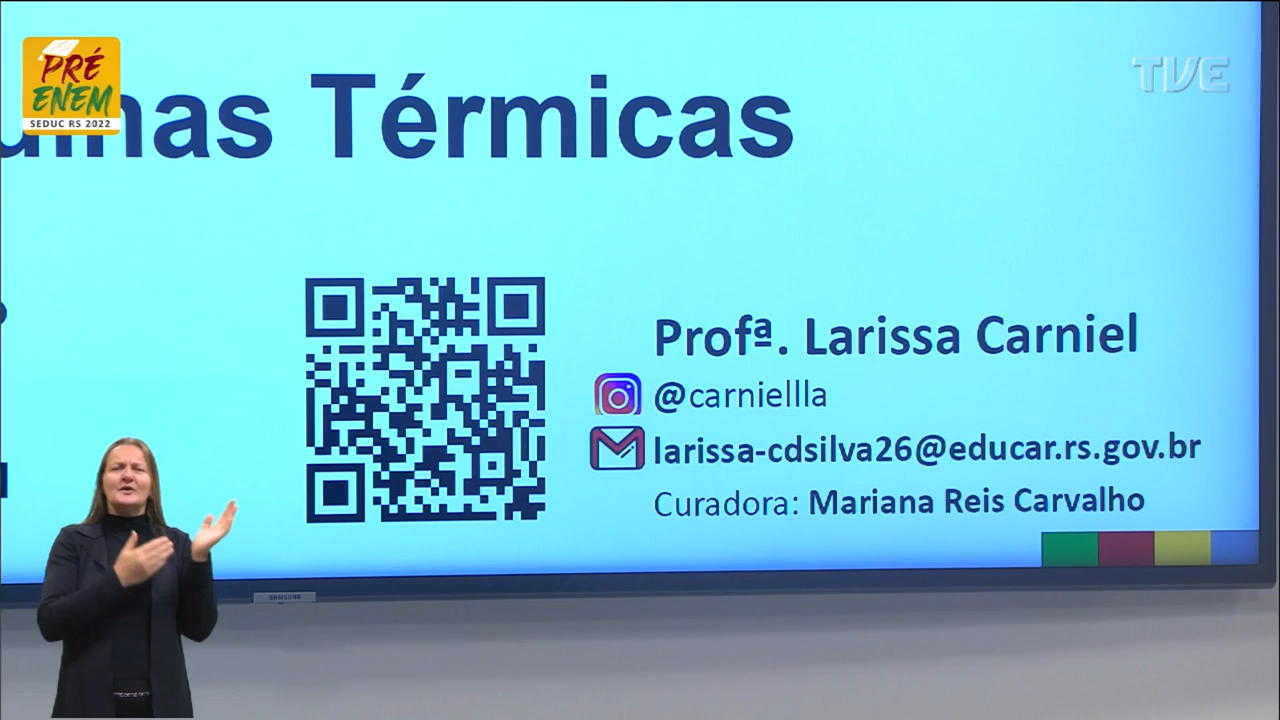 PRÉ
ENEM
SEDUC RS 2022
TVE
Térmicas
Profª. Larissa Carniel
@carniellla
larissa-cdsilva26@educar.rs.gov.br
Curadora: Mariana Reis Carvalho
SAMSUNG